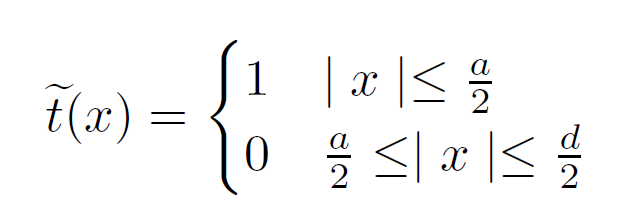 t̃(x) = { 1 | x |≤ a/2
0 a/2 ≤| x |≤ d/2